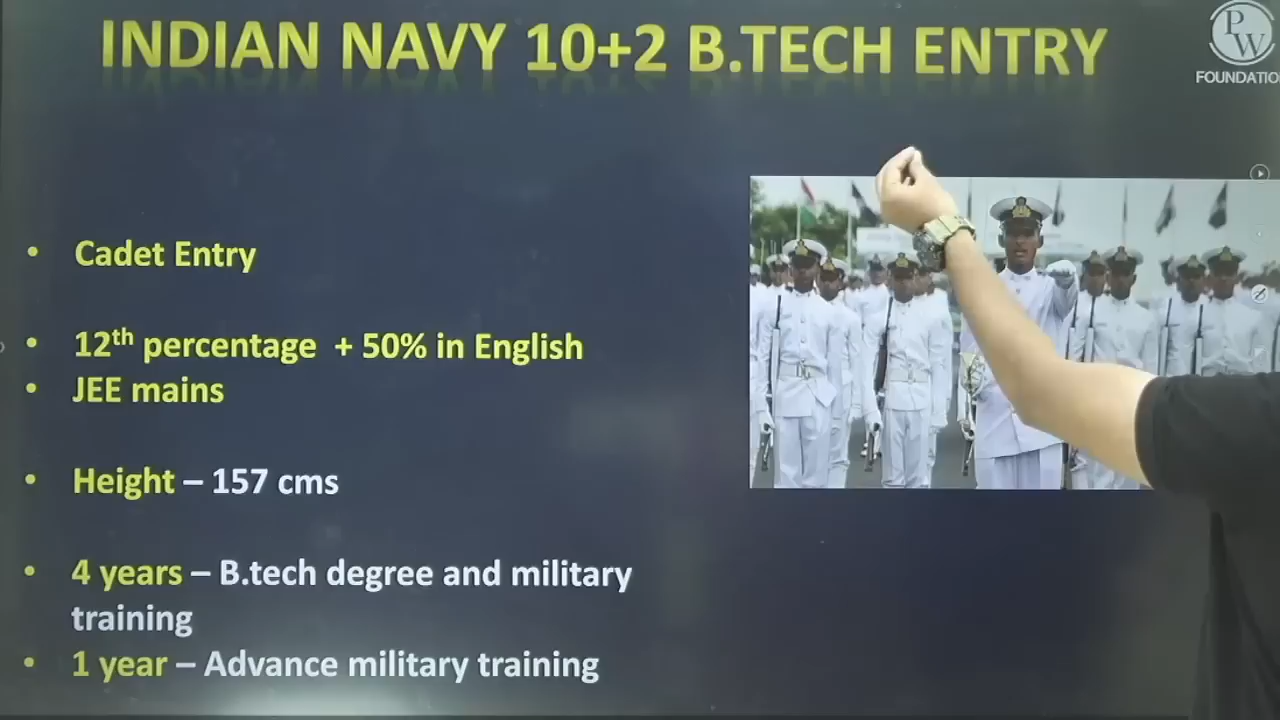 INDIAN NAVY 10+2 B.TECH ENTRY
PW
FOUNDATIO
• Cadet Entry
• 12th percentage + 50% in English
• JEE mains
• Height – 157 cms
• 4 years – B.tech degree and military
training
• 1 year – Advance military training